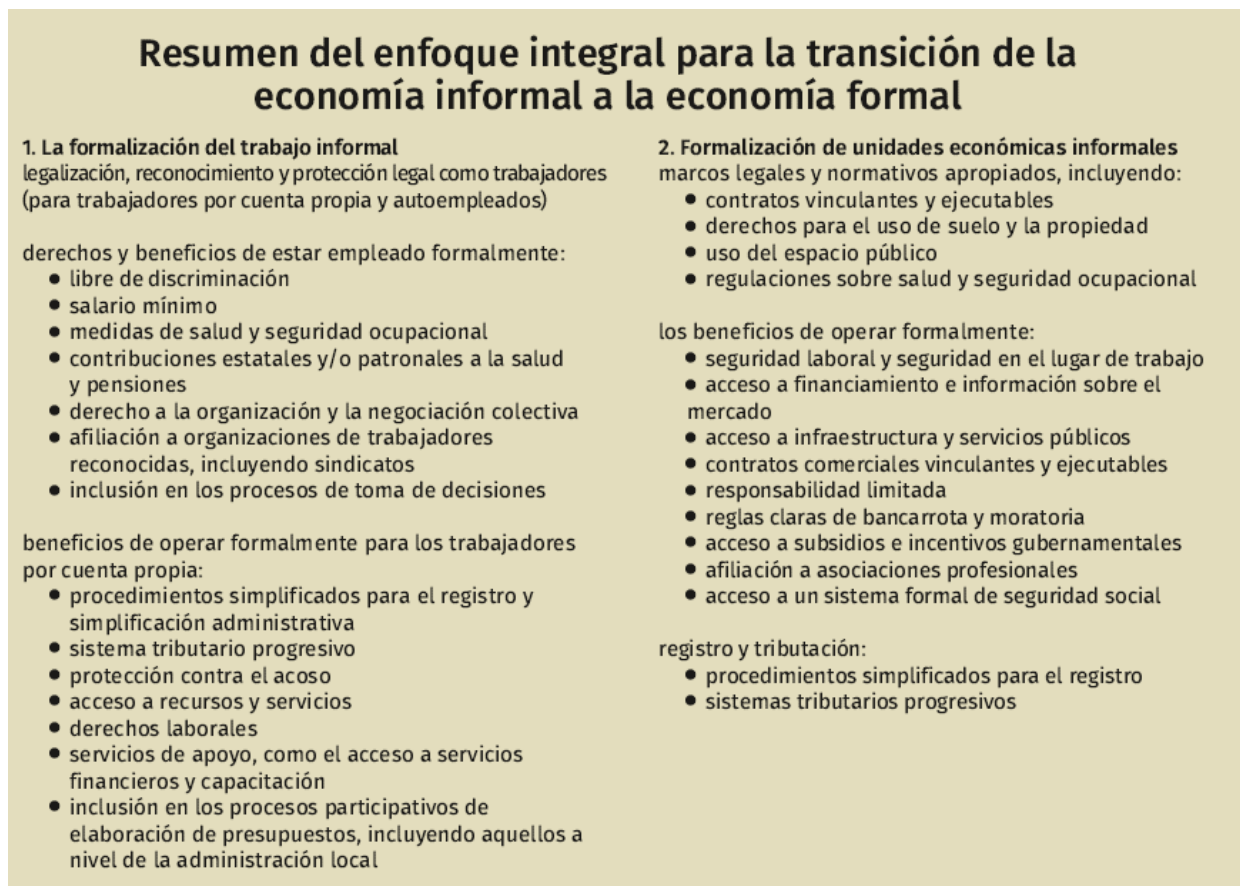 Resumen del enfoque integral para la transición de la
economía informal a la economía formal
1. La formalización del trabajo informal
legalización, reconocimiento y protección legal como trabajadores
(para trabajadores por cuenta propia y autoempleados)
derechos y beneficios de estar empleado formalmente:
● libre de discriminación
● salario mínimo
● medidas de salud y seguridad ocupacional
● contribuciones estatales y/o patronales a la salud
y pensiones
● derecho a la organización y la negociación colectiva
● afiliación a organizaciones de trabajadores
reconocidas, incluyendo sindicatos
● inclusión en los procesos de toma de decisiones
beneficios de operar formalmente para los trabajadores
por cuenta propia:
● procedimientos simplificados para el registro y
simplificación administrativa
● sistema tributario progresivo
● protección contra el acoso
● acceso a recursos y servicios
● derechos laborales
● servicios de apoyo, como el acceso a servicios
financieros y capacitación
● inclusión en los procesos participativos de
elaboración de presupuestos, incluyendo aquellos a
nivel de la administración local
2. Formalización de unidades económicas informales
marcos legales y normativos apropiados, incluyendo:
● contratos vinculantes y ejecutables
● derechos para el uso de suelo y la propiedad
● uso del espacio público
● regulaciones sobre salud y seguridad ocupacional
los beneficios de operar formalmente:
● seguridad laboral y seguridad en el lugar de trabajo
● acceso a financiamiento e información sobre el
mercado
● acceso a infraestructura y servicios públicos
● contratos comerciales vinculantes y ejecutables
● responsabilidad limitada
● reglas claras de bancarrota y moratoria
● acceso a subsidios e incentivos gubernamentales
● afiliación a asociaciones profesionales
● acceso a un sistema formal de seguridad social
registro y tributación:
● procedimientos simplificados para el registro
● sistemas tributarios progresivos